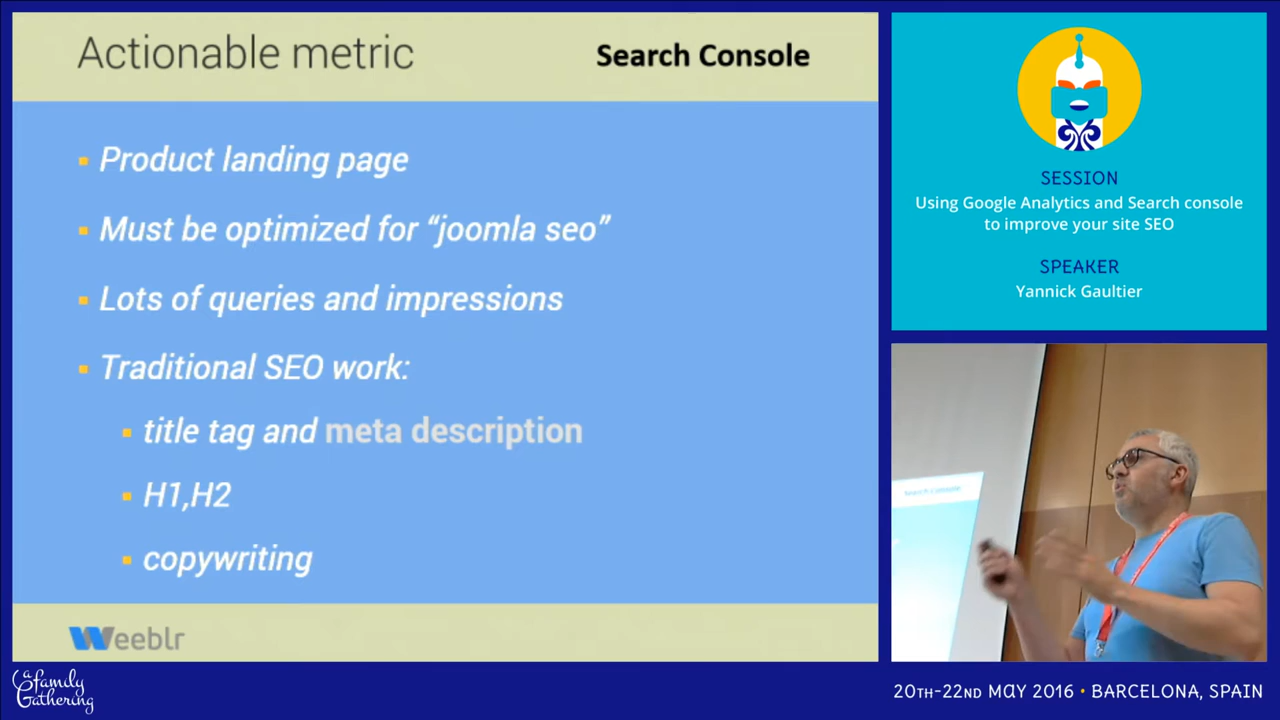 Actionable metric
Search Console
Product landing page
Must be optimized for “joomla seo”
Lots of queries and impressions
Traditional SEO work:
title tag and meta description
H1,H2
copywriting
Weeblr
SESSION
Using Google Analytics and Search console
to improve your site SEO
SPEAKER
Yannick Gaultier
Search Console
a family
Gathering
20TH-22ND MAY 2016 • BARCELONA, SPAIN